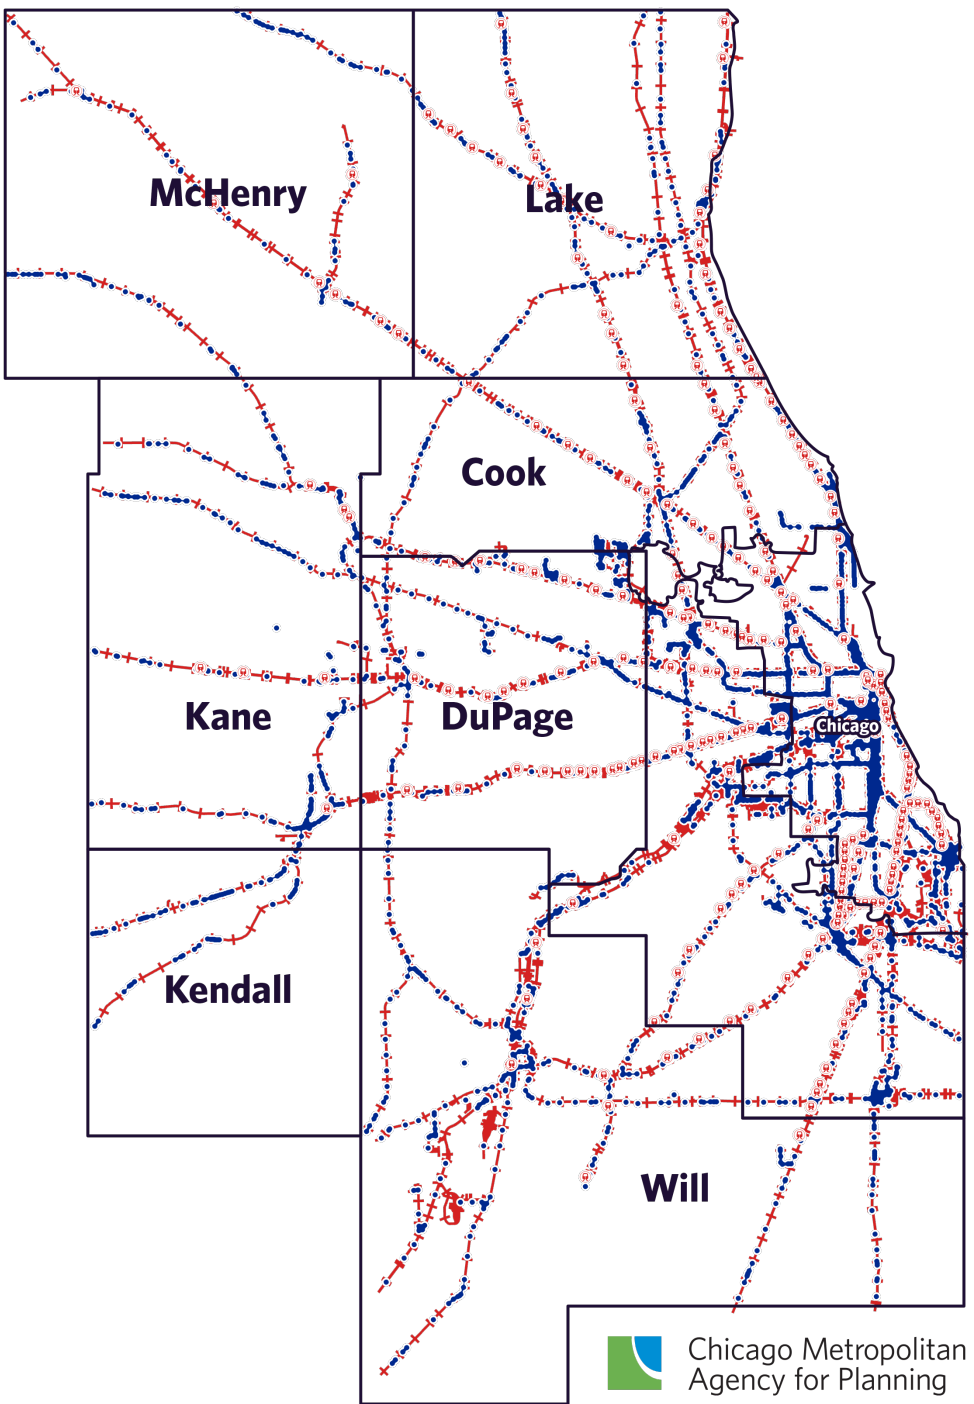 McHenry
Lake
Cook
Kane
DuPage
Chicago
Kendall
Will
Chicago Metropolitan
Agency for Planning